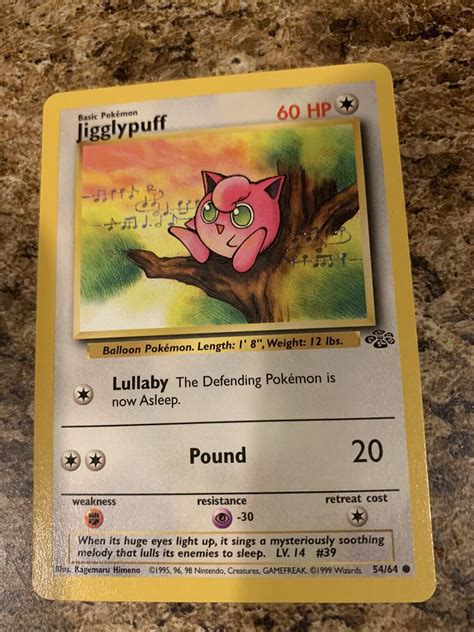 Basic Pokémon
Jigglypuff 60 HP
Balloon Pokémon. Length: 1' 8", Weight: 12 lbs.
Lullaby The Defending Pokémon is
now Asleep.
Pound 20
weakness resistance retreat cost
-30
When its huge eyes light up, it sings a mysteriously soothing
melody that lulls its enemies to sleep. LV. 14 #39
Illus. Kagemaru Himeno ©1995, 96, 98 Nintendo, Creatures, GAMEFREAK. ©1999 Wizards. 54/64